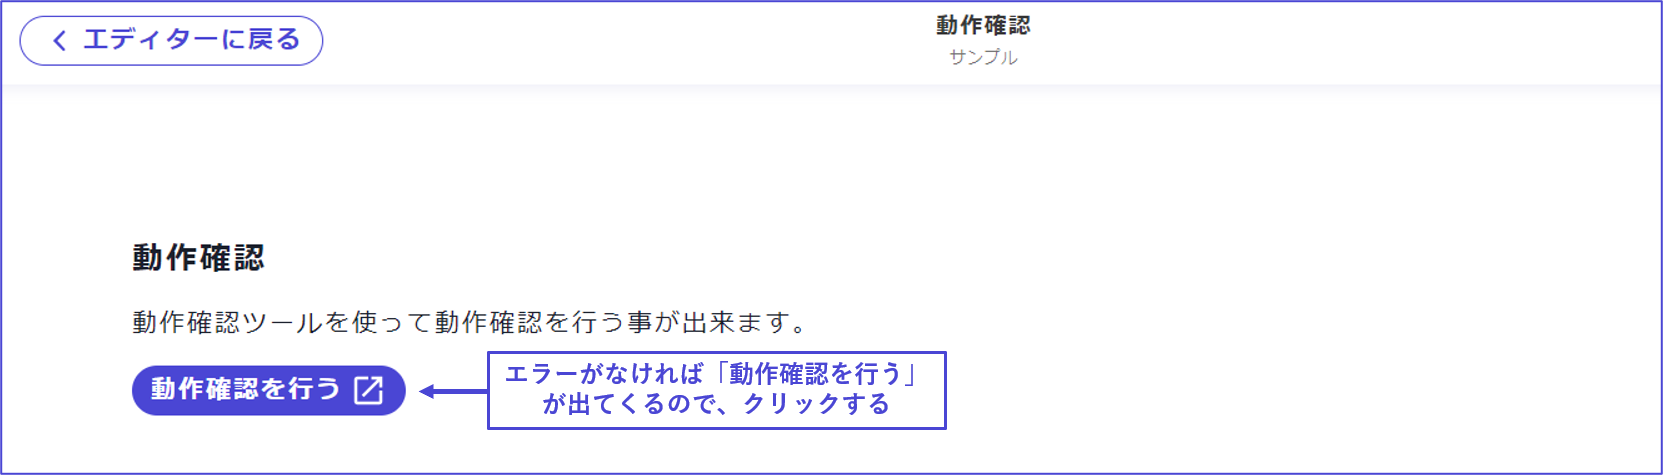 エディターに戻る
動作確認
サンプル
動作確認
動作確認ツールを使って動作確認を行う事が出来ます。
動作確認を行う
エラーがなければ「動作確認を行う」
が出てくるので、クリックする